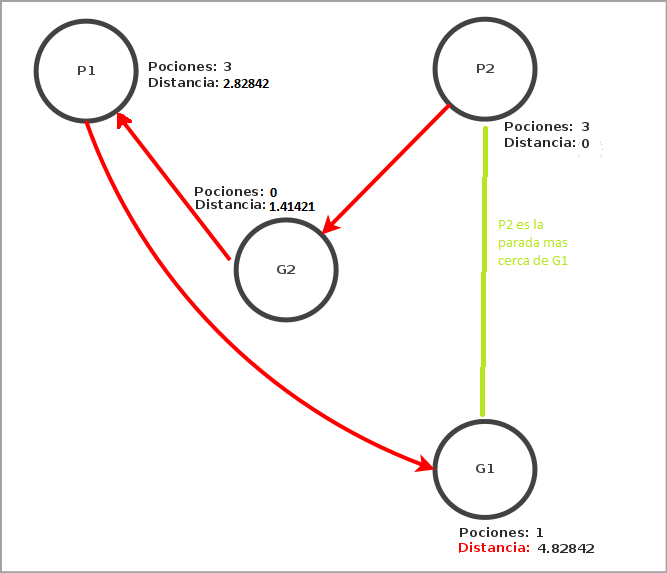 P1
Pociones: 3
Distancia: 2.82842
P2
Pociones: 3
Distancia: 0
Pociones: 0
Distancia: 1.41421
G2
P2 es la
parada mas
cerca de G1
G1
Pociones: 1
Distancia: 4.82842